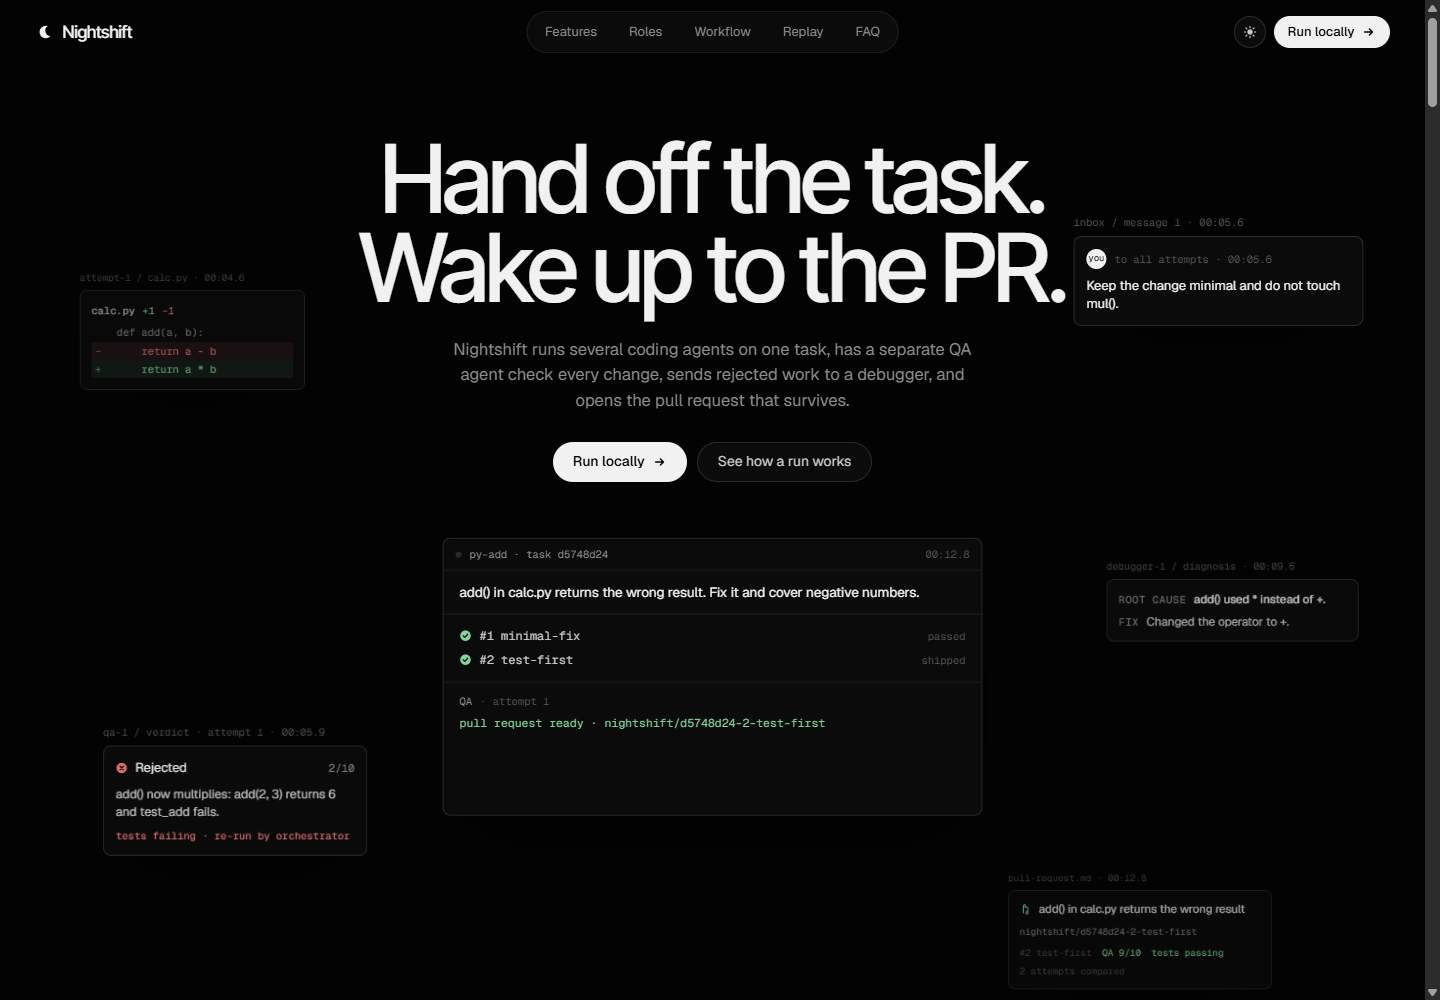 Nightshift
Features Roles Workflow Replay FAQ
Run locally →
Hand off the task.
Wake up to the PR.
inbox / message 1 · 00:05.6
you to all attempts · 00:05.6
Keep the change minimal and do not touch
mul().
attempt-1 / calc.py · 00:04.6
calc.py +1 −1
def add(a, b):
− return a - b
+ return a * b
Nightshift runs several coding agents on one task, has a separate QA
agent check every change, sends rejected work to a debugger, and
opens the pull request that survives.
Run locally →
See how a run works
py-add · task d5748d24 00:12.8
add() in calc.py returns the wrong result. Fix it and cover negative numbers.
#1 minimal-fix passed
#2 test-first shipped
QA · attempt 1
pull request ready · nightshift/d5748d24-2-test-first
debugger-1 / diagnosis · 00:09.6
ROOT CAUSE add() used * instead of +.
FIX Changed the operator to +.
qa-1 / verdict · attempt 1 · 00:05.9
Rejected 2/10
add() now multiplies: add(2, 3) returns 6
and test_add fails.
tests failing · re-run by orchestrator
pull-request.md · 00:12.8
add() in calc.py returns the wrong result
nightshift/d5748d24-2-test-first
#2 test-first QA 9/10 tests passing
2 attempts compared